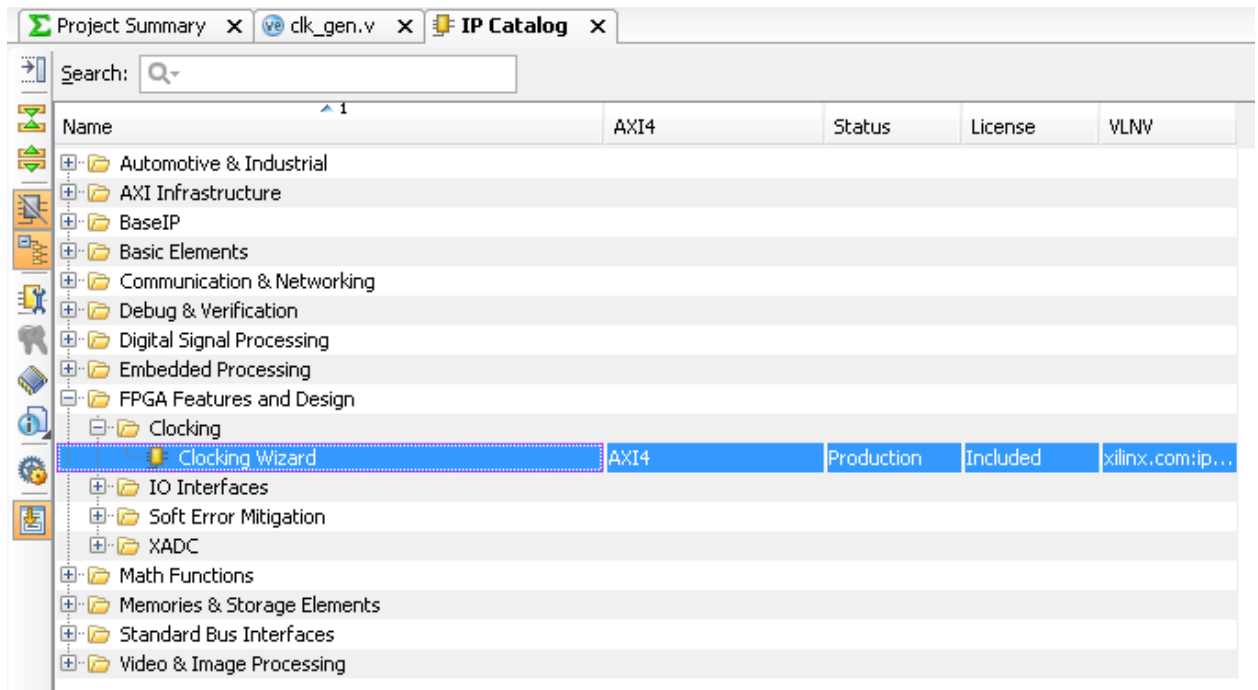 Project Summary clk_gen.v IP Catalog
Search:
Name 1 AXI4 Status License VLNV
Automotive & Industrial
AXI Infrastructure
BaseIP
Basic Elements
Communication & Networking
Debug & Verification
Digital Signal Processing
Embedded Processing
FPGA Features and Design
Clocking
Clocking Wizard AXI4 Production Included xilinx.com:ip...
IO Interfaces
Soft Error Mitigation
XADC
Math Functions
Memories & Storage Elements
Standard Bus Interfaces
Video & Image Processing